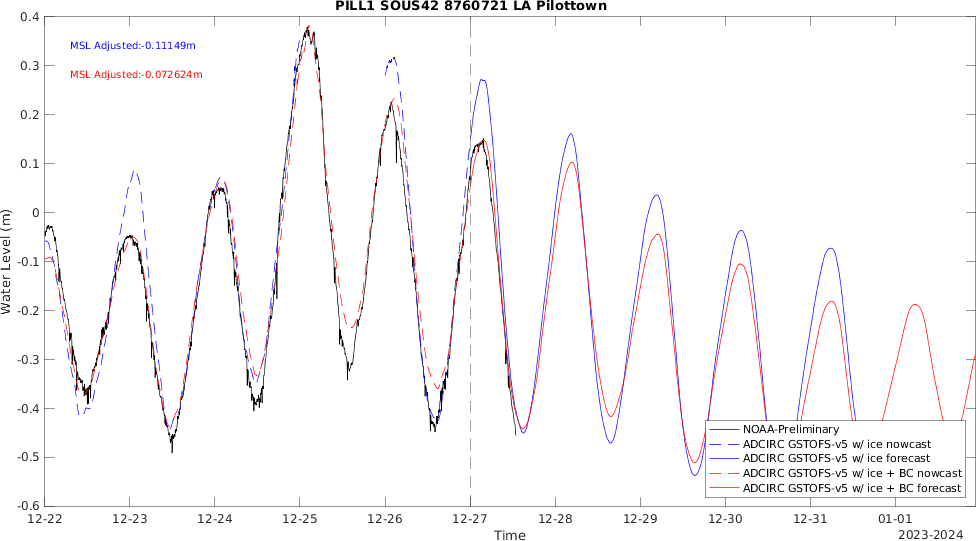 PILL1 SOUS42 8760721 LA Pilottown
MSL Adjusted:-0.11149m
MSL Adjusted:-0.072624m
Water Level (m)
0.4
0.3
0.2
0.1
0
-0.1
-0.2
-0.3
-0.4
-0.5
-0.6
NOAA-Preliminary
ADCIRC GSTOFS-v5 w/ ice nowcast
ADCIRC GSTOFS-v5 w/ ice forecast
ADCIRC GSTOFS-v5 w/ ice + BC nowcast
ADCIRC GSTOFS-v5 w/ ice + BC forecast
12-22 12-23 12-24 12-25 12-26 12-27 12-28 12-29 12-30 12-31 01-01
Time
2023-2024